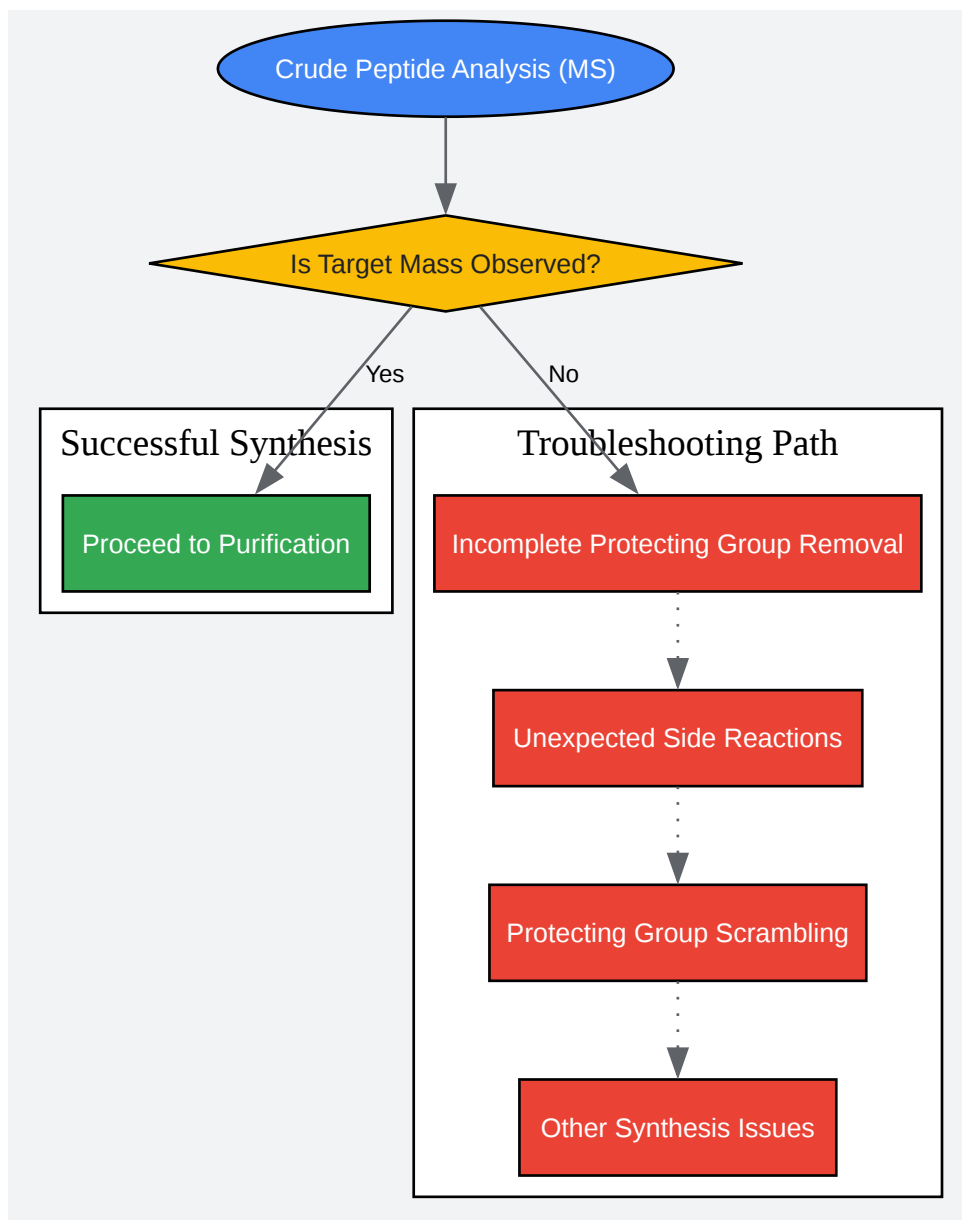 Crude Peptide Analysis (MS)
Is Target Mass Observed?
Yes
No
Successful Synthesis
Proceed to Purification
Troubleshooting Path
Incomplete Protecting Group Removal
Unexpected Side Reactions
Protecting Group Scrambling
Other Synthesis Issues